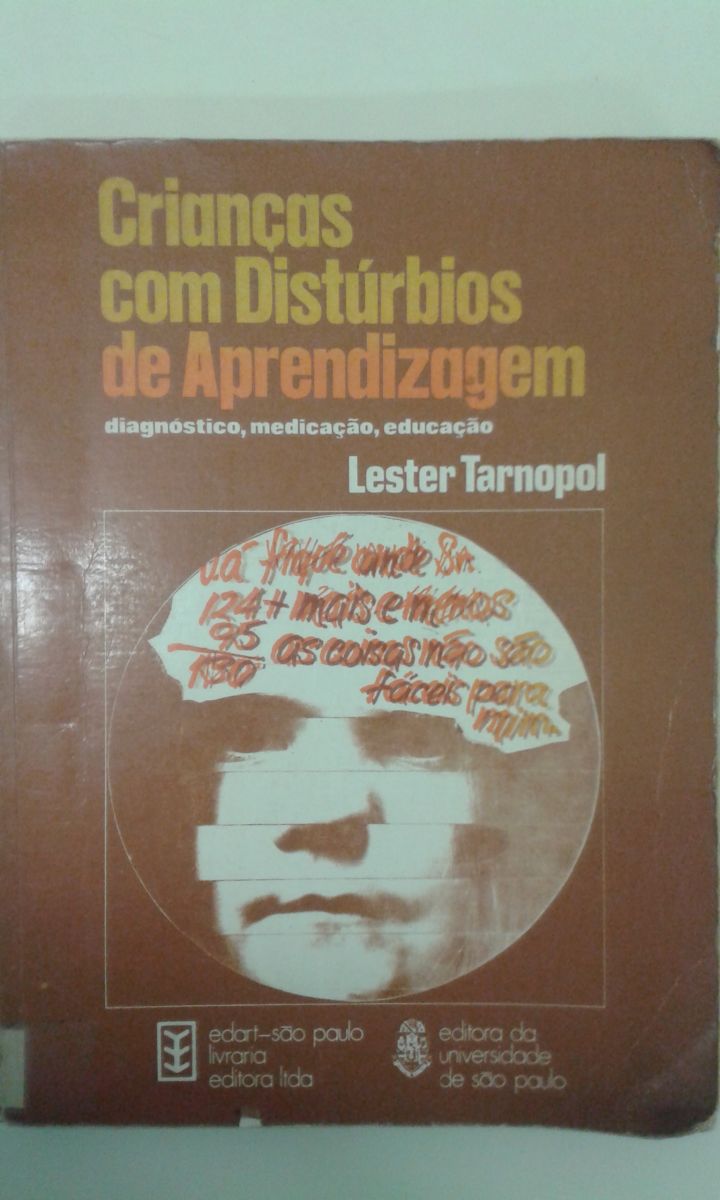 Crianças
com Distúrbios
de Aprendizagem
diagnóstico, medicação, educação
Lester Tarnopol
124 + mais e menos
95 as coisas não são
130 fáceis para
mim.
edart–são paulo
livraria
editora ltda
editora da
universidade
de são paulo